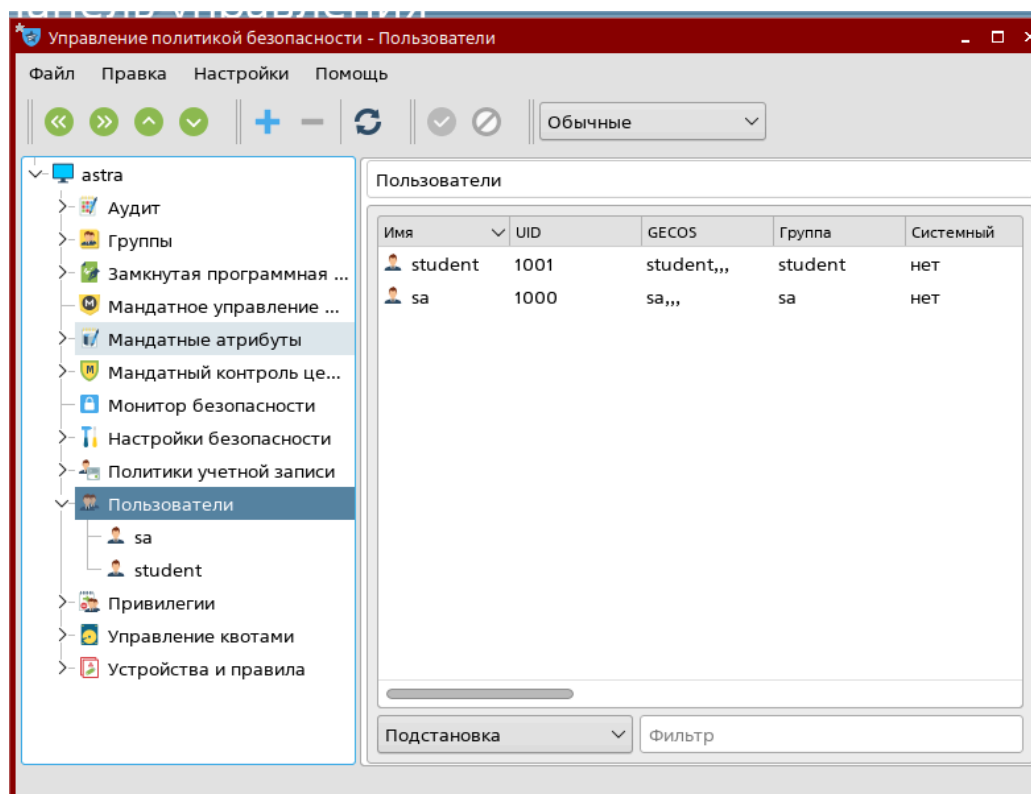 панель управления
Управление политикой безопасности - Пользователи
Файл Правка Настройки Помощь
Обычные
astra
Аудит
Группы
Замкнутая программная ...
Мандатное управление ...
Мандатные атрибуты
Мандатный контроль це...
Монитор безопасности
Настройки безопасности
Политики учетной записи
Пользователи
sa
student
Привилегии
Управление квотами
Устройства и правила
Пользователи
Имя UID GECOS Группа Системный
student 1001 student,,, student нет
sa 1000 sa,,, sa нет
Подстановка Фильтр